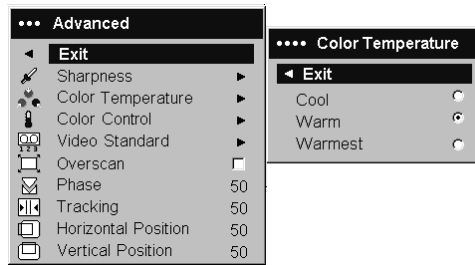 Advanced
Exit
Sharpness
Color Temperature
Color Control
Video Standard
Overscan
Phase 50
Tracking 50
Horizontal Position 50
Vertical Position 50
Color Temperature
Exit
Cool
Warm
Warmest